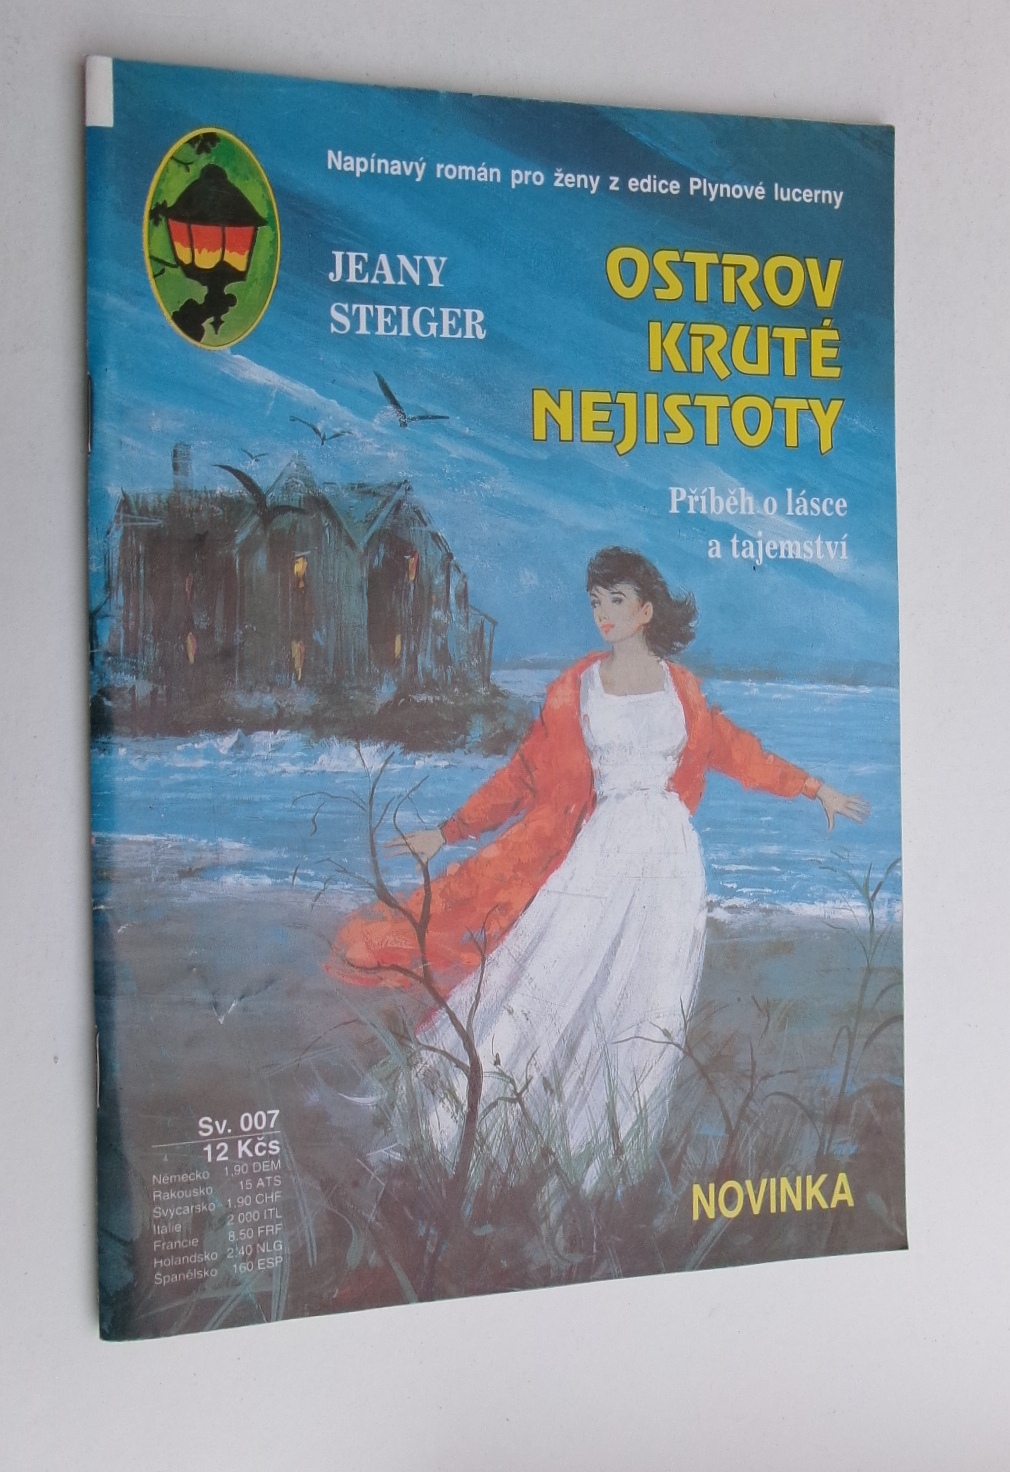 Napínavý román pro ženy z edice Plynové lucerny
JEANY
STEIGER
OSTROV
KRUTÉ
NEJISTOTY
Příběh o lásce
a tajemství
Sv. 007
12 Kčs
Německo 1,90 DEM
Rakousko 15 ATS
Švýcarsko 1,90 CHF
Itálie 2 000 ITL
Francie 8,50 FRF
Holandsko 2,40 NLG
Španělsko 160 ESP
NOVINKA